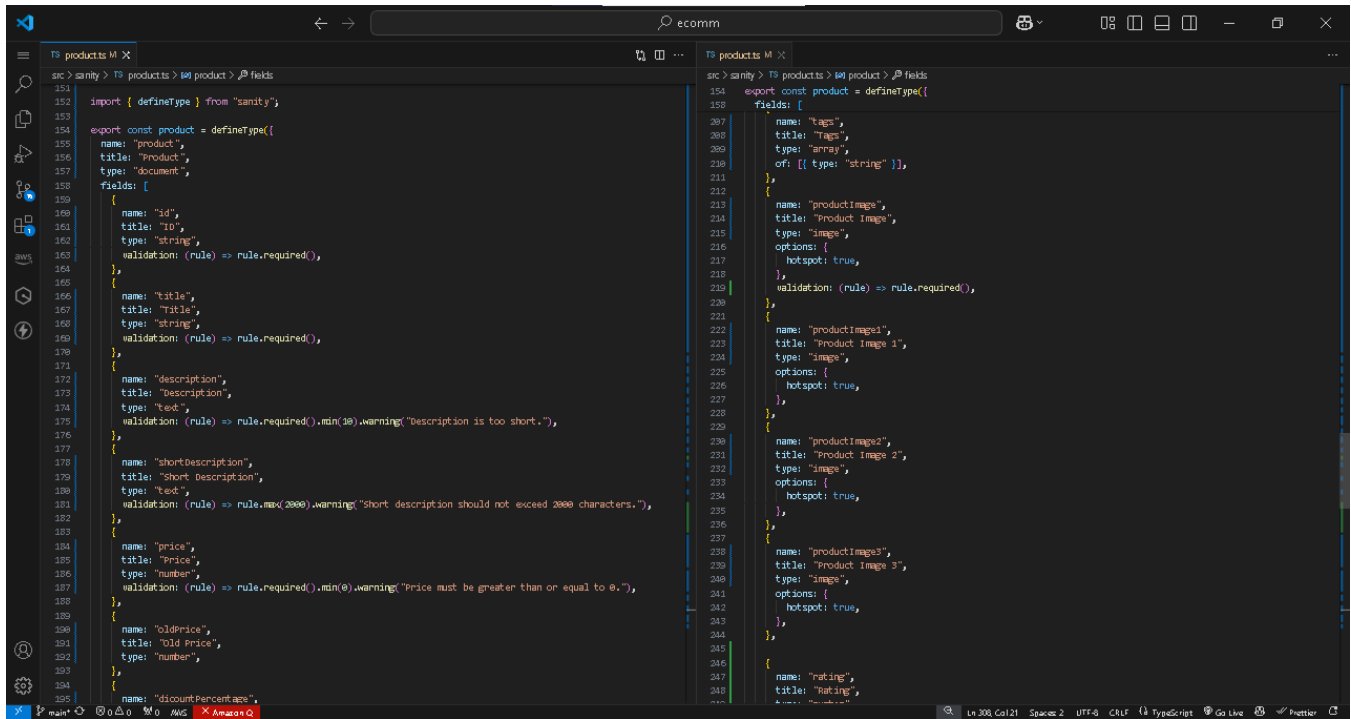 ecomm
TS product.ts M
src > sanity > TS product.ts > product > fields
151
152 import { defineType } from "sanity";
153
154 export const product = defineType({
155 name: "product",
156 title: "Product",
157 type: "document",
158 fields: [
159 {
160 name: "id",
161 title: "ID",
162 type: "string",
163 validation: (rule) => rule.required(),
164 },
165 {
166 name: "title",
167 title: "Title",
168 type: "string",
169 validation: (rule) => rule.required(),
170 },
171 {
172 name: "description",
173 title: "Description",
174 type: "text",
175 validation: (rule) => rule.required().min(10).warning("Description is too short."),
176 },
177 {
178 name: "shortDescription",
179 title: "Short Description",
180 type: "text",
181 validation: (rule) => rule.max(2000).warning("Short description should not exceed 2000 characters."),
182 },
183 {
184 name: "price",
185 title: "Price",
186 type: "number",
187 validation: (rule) => rule.required().min(0).warning("Price must be greater than or equal to 0."),
188 },
189 {
190 name: "oldPrice",
191 title: "Old Price",
192 type: "number",
193 },
194 {
195 name: "dicountPercentage",
TS product.ts M
src > sanity > TS product.ts > product > fields
154 export const product = defineType({
158 fields: [
207 name: "tags",
208 title: "Tags",
209 type: "array",
210 of: [{ type: "string" }],
211 },
212 {
213 name: "productImage",
214 title: "Product Image",
215 type: "image",
216 options: {
217 hotspot: true,
218 },
219 validation: (rule) => rule.required(),
220 },
221 {
222 name: "productImage1",
223 title: "Product Image 1",
224 type: "image",
225 options: {
226 hotspot: true,
227 },
228 },
229 {
230 name: "productImage2",
231 title: "Product Image 2",
232 type: "image",
233 options: {
234 hotspot: true,
235 },
236 },
237 {
238 name: "productImage3",
239 title: "Product Image 3",
240 type: "image",
241 options: {
242 hotspot: true,
243 },
244 },
245
246 {
247 name: "rating",
248 title: "Rating",
aws
main* 0 0 0 AWS Amazon Q Ln 308, Col 21 Spaces: 2 UTF-8 CRLF {} TypeScript Go Live Prettier